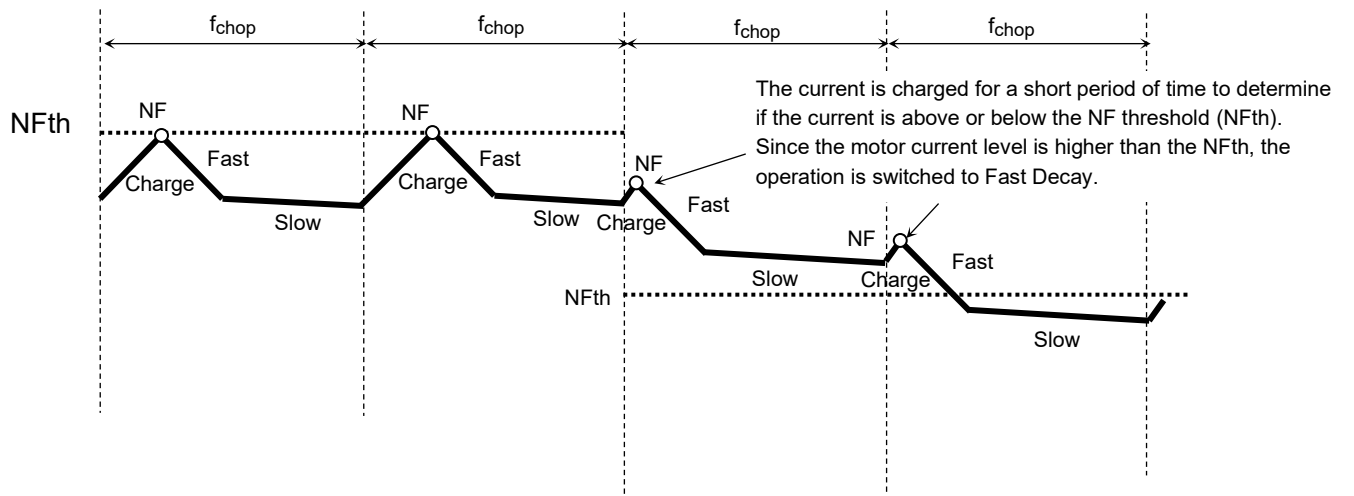 fchop
fchop
fchop
fchop
The current is charged for a short period of time to determine
if the current is above or below the NF threshold (NFth).
Since the motor current level is higher than the NFth, the
operation is switched to Fast Decay.
NFth
NF
Fast
Charge
Slow
NF
Fast
Charge
Slow
NF
Fast
Charge
Slow
NF
Fast
Charge
Slow
NFth